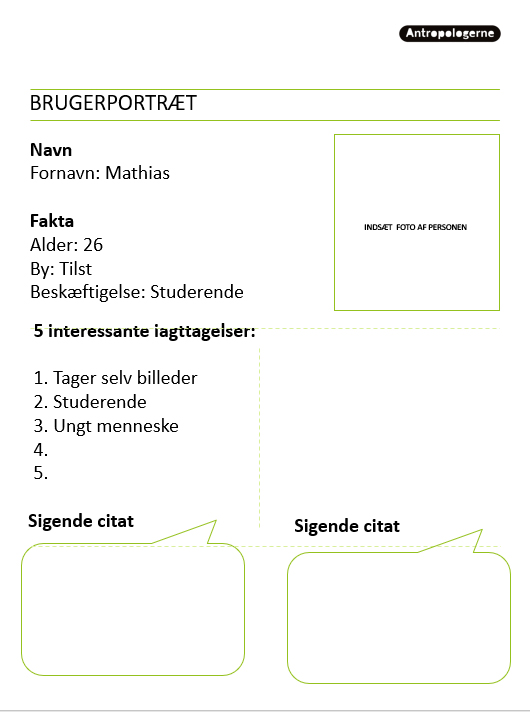 Antropologerne
BRUGERPORTRÆT
Navn
Fornavn: Mathias
INDSÆT FOTO AF PERSONEN
Fakta
Alder: 26
By: Tilst
Beskæftigelse: Studerende
5 interessante iagttagelser:
1. Tager selv billeder
2. Studerende
3. Ungt menneske
4.
5.
Sigende citat
Sigende citat